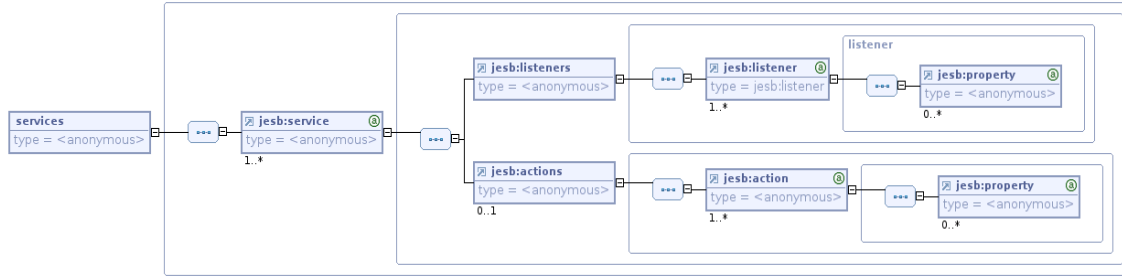 services
type = <anonymous>
jesb:service
a
type = <anonymous>
1..*
jesb:listeners
type = <anonymous>
jesb:listener
a
type = jesb:listener
1..*
listener
jesb:property
a
type = <anonymous>
0..*
jesb:actions
type = <anonymous>
0..1
jesb:action
a
type = <anonymous>
1..*
jesb:property
a
type = <anonymous>
0..*